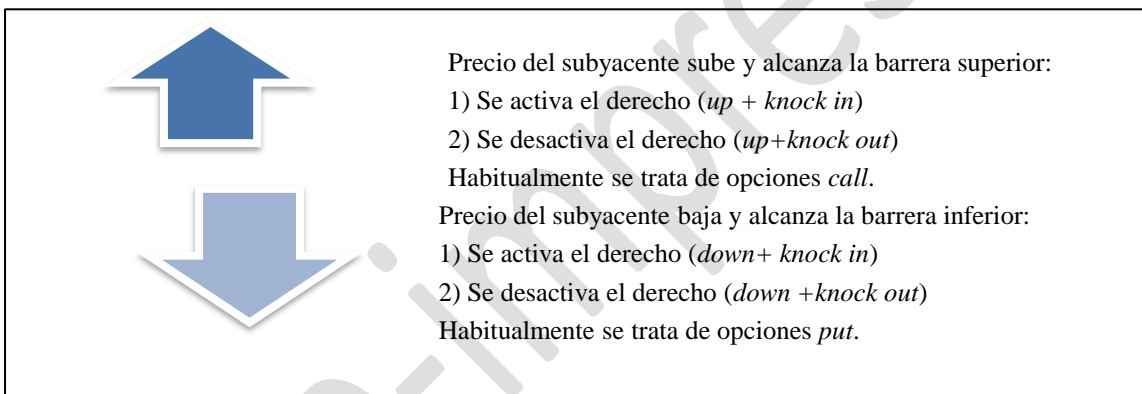 Precio del subyacente sube y alcanza la barrera superior:
1) Se activa el derecho (up + knock in)
2) Se desactiva el derecho (up+knock out)
Habitualmente se trata de opciones call.
Precio del subyacente baja y alcanza la barrera inferior:
1) Se activa el derecho (down+ knock in)
2) Se desactiva el derecho (down +knock out)
Habitualmente se trata de opciones put.